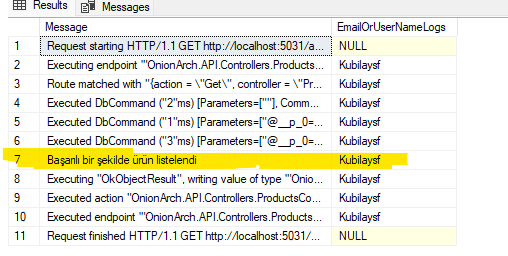 Results Messages
Message EmailOrUserNameLogs
1 Request starting HTTP/1.1 GET http://localhost:5031/a... NULL
2 Executing endpoint "'OnionArch.API.Controllers.Products... Kubilaysf
3 Route matched with "{action = \"Get\", controller = \"Pr... Kubilaysf
4 Executed DbCommand ("2"ms) [Parameters=[""], Comm... Kubilaysf
5 Executed DbCommand ("1"ms) [Parameters=["@__p_0=... Kubilaysf
6 Executed DbCommand ("3"ms) [Parameters=["@__p_0=... Kubilaysf
7 Başarılı bir şekilde ürün listelendi Kubilaysf
8 Executing "OkObjectResult", writing value of type "'Onio... Kubilaysf
9 Executed action "OnionArch.API.Controllers.ProductsCo... Kubilaysf
10 Executed endpoint "'OnionArch.API.Controllers.Products... Kubilaysf
11 Request finished HTTP/1.1 GET http://localhost:5031/... NULL